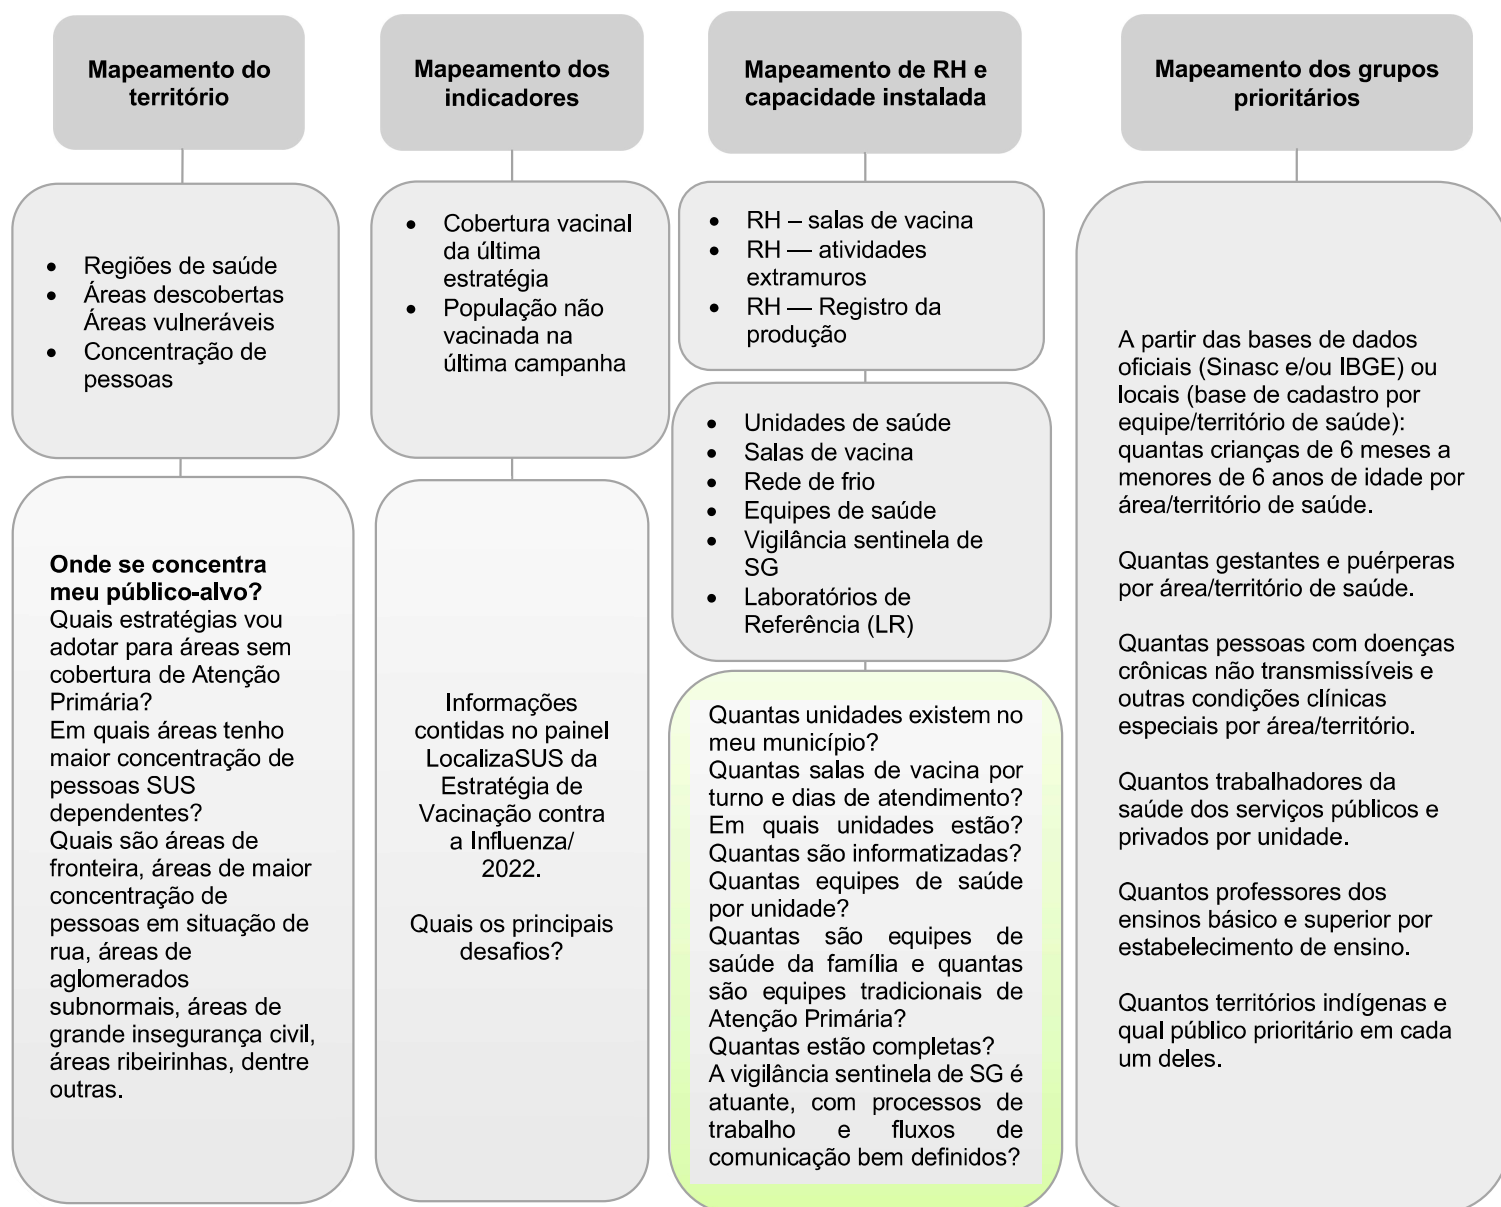 Mapeamento do
território
• Regiões de saúde
• Áreas descobertas
Áreas vulneráveis
• Concentração de
pessoas
Onde se concentra
meu público-alvo?
Quais estratégias vou
adotar para áreas sem
cobertura de Atenção
Primária?
Em quais áreas tenho
maior concentração de
pessoas SUS
dependentes?
Quais são áreas de
fronteira, áreas de maior
concentração de
pessoas em situação de
rua, áreas de
aglomerados
subnormais, áreas de
grande insegurança civil,
áreas ribeirinhas, dentre
outras.
Mapeamento dos
indicadores
• Cobertura vacinal
da última
estratégia
• População não
vacinada na
última campanha
Informações
contidas no painel
LocalizaSUS da
Estratégia de
Vacinação contra
a Influenza/
2022.
Quais os principais
desafios?
Mapeamento de RH e
capacidade instalada
• RH – salas de vacina
• RH — atividades
extramuros
• RH — Registro da
produção
• Unidades de saúde
• Salas de vacina
• Rede de frio
• Equipes de saúde
• Vigilância sentinela de
SG
• Laboratórios de
Referência (LR)
Quantas unidades existem no
meu município?
Quantas salas de vacina por
turno e dias de atendimento?
Em quais unidades estão?
Quantas são informatizadas?
Quantas equipes de saúde
por unidade?
Quantas são equipes de
saúde da família e quantas
são equipes tradicionais de
Atenção Primária?
Quantas estão completas?
A vigilância sentinela de SG é
atuante, com processos de
trabalho e fluxos de
comunicação bem definidos?
Mapeamento dos grupos
prioritários
A partir das bases de dados
oficiais (Sinasc e/ou IBGE) ou
locais (base de cadastro por
equipe/território de saúde):
quantas crianças de 6 meses a
menores de 6 anos de idade por
área/território de saúde.
Quantas gestantes e puérperas
por área/território de saúde.
Quantas pessoas com doenças
crônicas não transmissíveis e
outras condições clínicas
especiais por área/território.
Quantos trabalhadores da
saúde dos serviços públicos e
privados por unidade.
Quantos professores dos
ensinos básico e superior por
estabelecimento de ensino.
Quantos territórios indígenas e
qual público prioritário em cada
um deles.